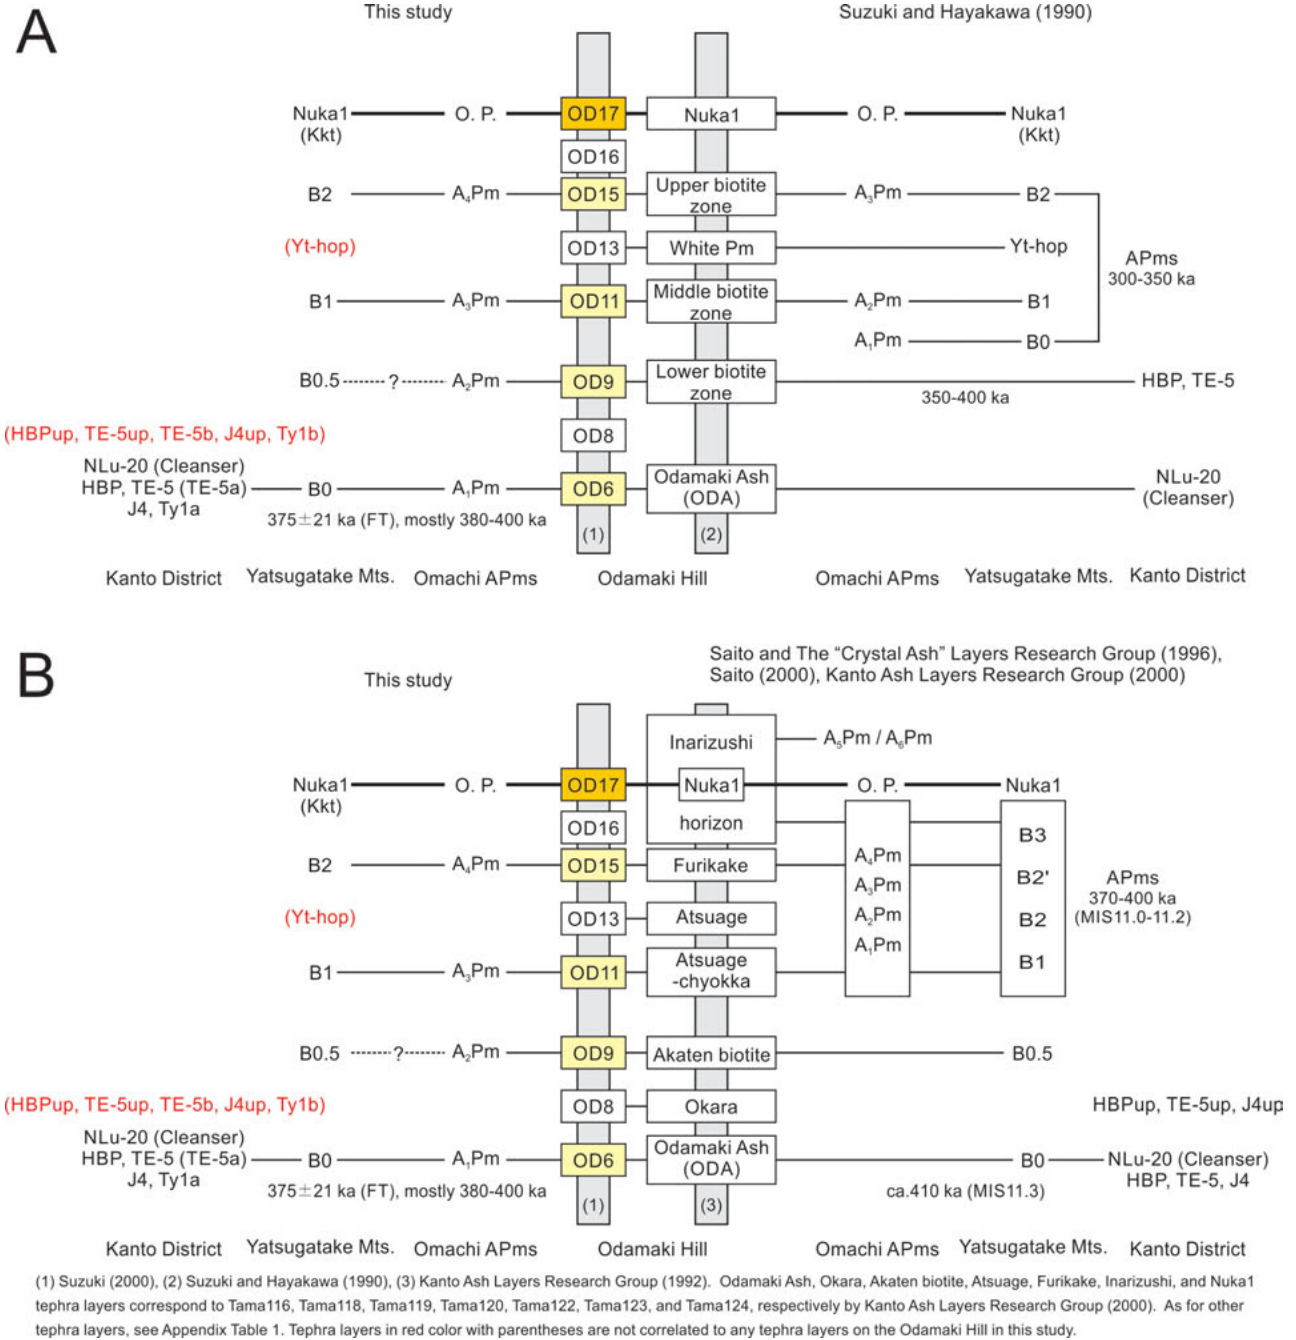 A
This study
Suzuki and Hayakawa (1990)
Nuka1
(Kkt)
O. P.
OD17
Nuka1
O. P.
Nuka1
(Kkt)
OD16
B2
A₄Pm
OD15
Upper biotite
zone
A₃Pm
B2
(Yt-hop)
OD13
White Pm
Yt-hop
APms
300-350 ka
B1
A₃Pm
OD11
Middle biotite
zone
A₂Pm
B1
A₁Pm
B0
B0.5
?
A₂Pm
OD9
Lower biotite
zone
350-400 ka
HBP, TE-5
(HBPup, TE-5up, TE-5b, J4up, Ty1b)
OD8
NLu-20 (Cleanser)
HBP, TE-5 (TE-5a)
J4, Ty1a
B0
A₁Pm
OD6
Odamaki Ash
(ODA)
NLu-20
(Cleanser)
375±21 ka (FT), mostly 380-400 ka
(1)
(2)
Kanto District
Yatsugatake Mts.
Omachi APms
Odamaki Hill
Omachi APms
Yatsugatake Mts.
Kanto District
B
This study
Saito and The “Crystal Ash” Layers Research Group (1996),
Saito (2000), Kanto Ash Layers Research Group (2000)
Inarizushi
A₅Pm / A₆Pm
Nuka1
(Kkt)
O. P.
OD17
Nuka1
O. P.
Nuka1
OD16
horizon
B3
B2
A₄Pm
OD15
Furikake
A₄Pm
A₃Pm
A₂Pm
A₁Pm
B2'
B2
B1
APms
370-400 ka
(MIS11.0-11.2)
(Yt-hop)
OD13
Atsuage
B1
A₃Pm
OD11
Atsuage
-chyokka
B0.5
?
A₂Pm
OD9
Akaten biotite
B0.5
(HBPup, TE-5up, TE-5b, J4up, Ty1b)
OD8
Okara
HBPup, TE-5up, J4up
NLu-20 (Cleanser)
HBP, TE-5 (TE-5a)
J4, Ty1a
B0
A₁Pm
OD6
Odamaki Ash
(ODA)
B0
NLu-20 (Cleanser)
HBP, TE-5, J4
375±21 ka (FT), mostly 380-400 ka
(1)
(3)
ca.410 ka (MIS11.3)
Kanto District
Yatsugatake Mts.
Omachi APms
Odamaki Hill
Omachi APms
Yatsugatake Mts.
Kanto District
(1) Suzuki (2000), (2) Suzuki and Hayakawa (1990), (3) Kanto Ash Layers Research Group (1992). Odamaki Ash, Okara, Akaten biotite, Atsuage, Furikake, Inarizushi, and Nuka1
tephra layers correspond to Tama116, Tama118, Tama119, Tama120, Tama122, Tama123, and Tama124, respectively by Kanto Ash Layers Research Group (2000). As for other
tephra layers, see Appendix Table 1. Tephra layers in red color with parentheses are not correlated to any tephra layers on the Odamaki Hill in this study.